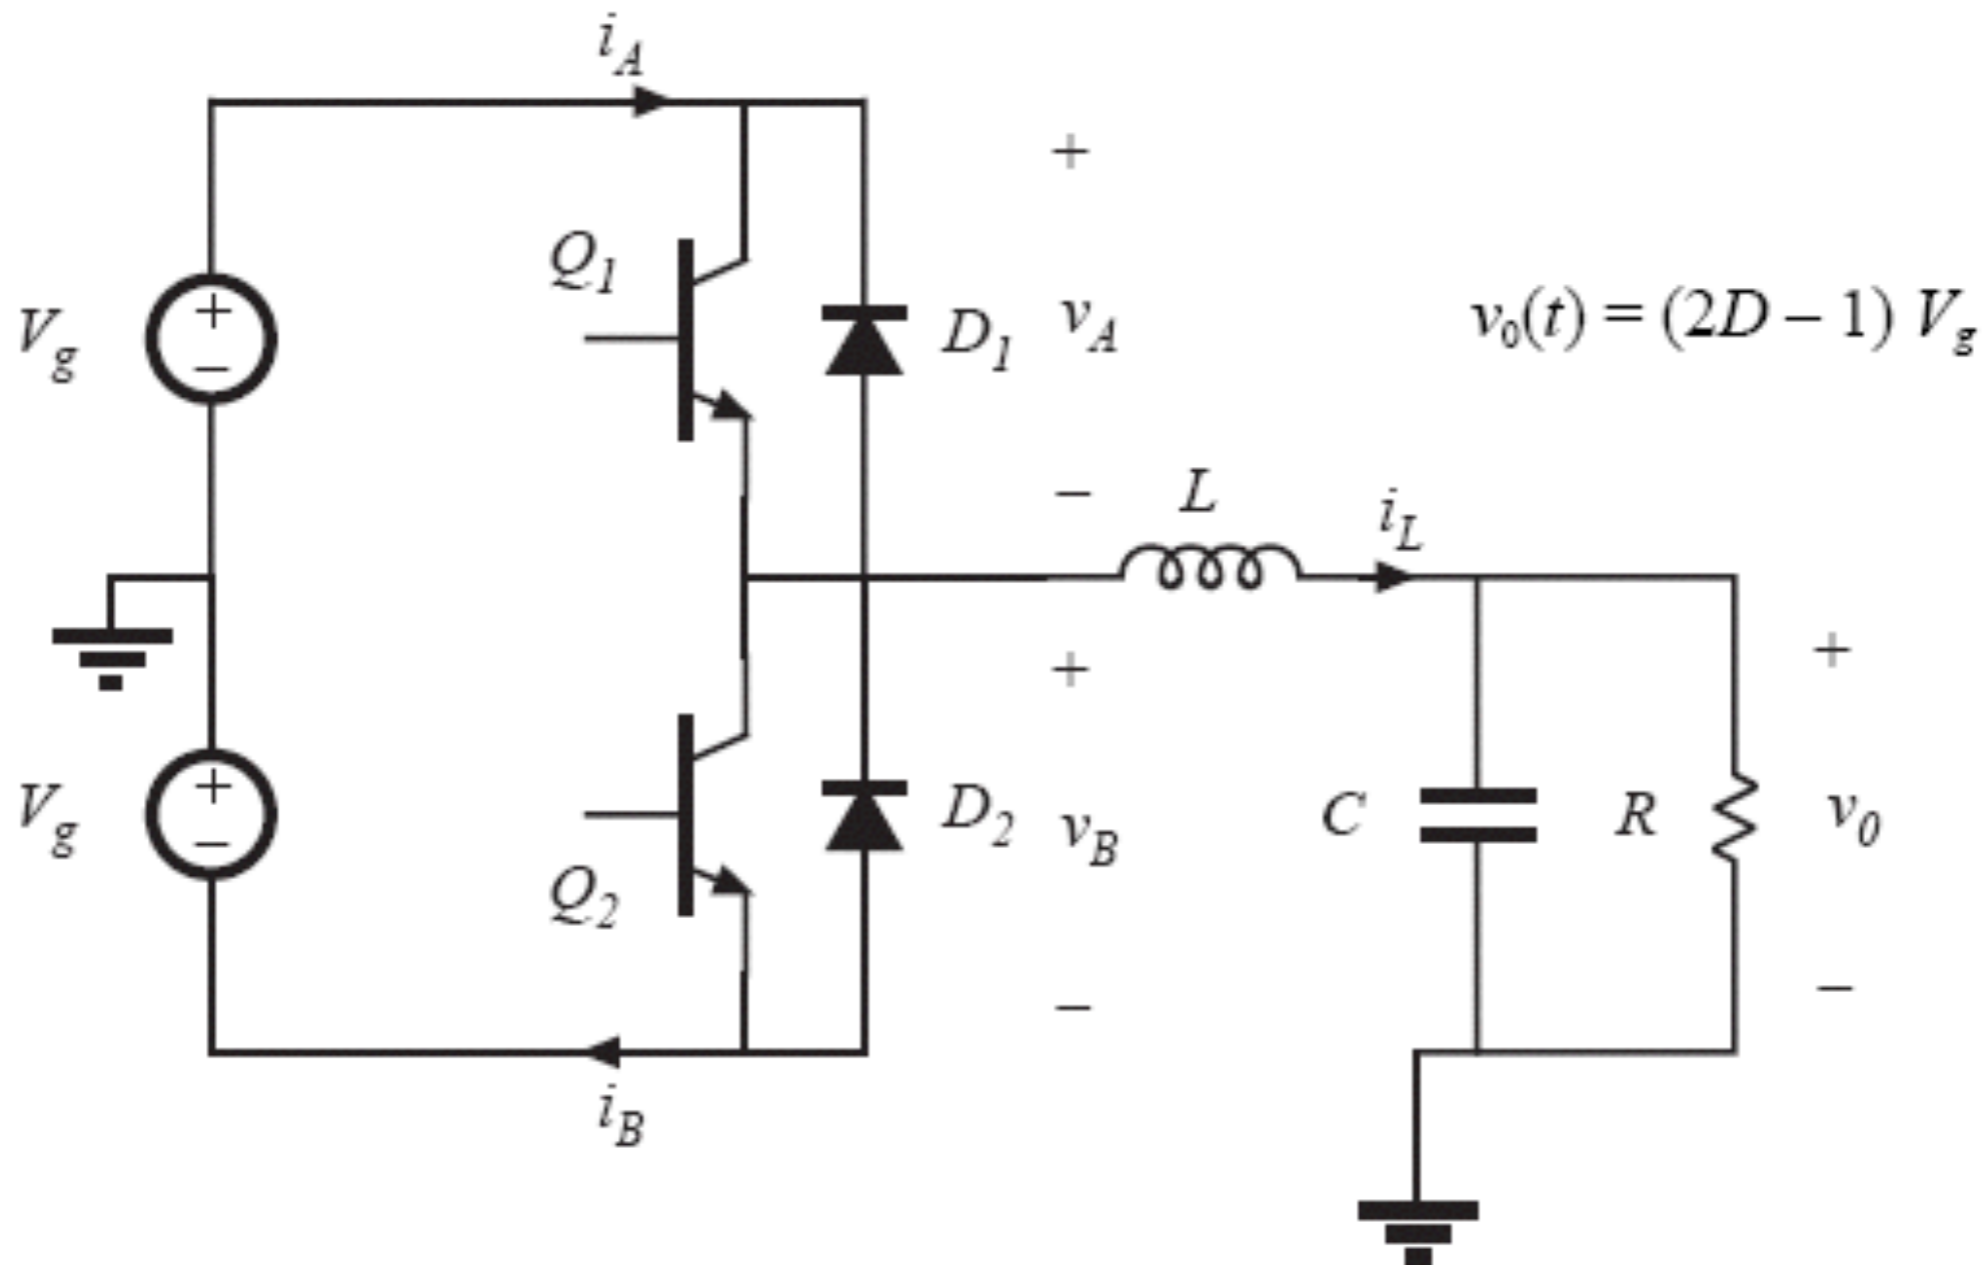 i_A
+
Q_1
V_g
+
−
D_1
v_A
v_0(t) = (2D − 1) V_g
−
L
i_L
+
+
V_g
+
−
D_2
v_B
C
R
v_0
Q_2
−
−
i_B